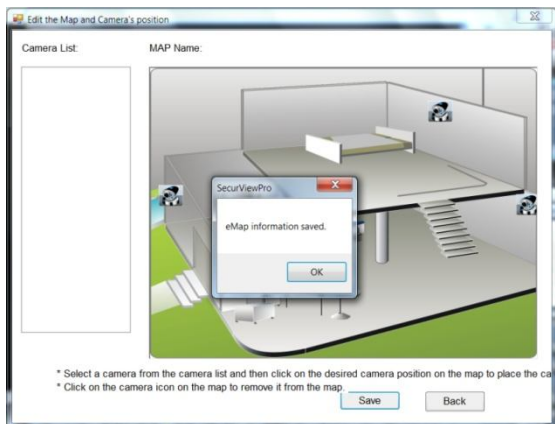 Edit the Map and Camera's position
Camera List:
MAP Name:
SecurViewPro
eMap information saved.
OK
* Select a camera from the camera list and then click on the desired camera position on the map to place the ca
* Click on the camera icon on the map to remove it from the map.
Save
Back